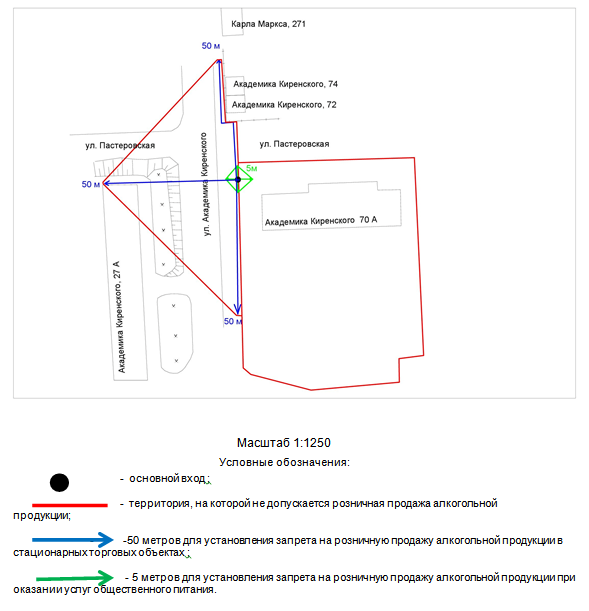 Карла Маркса, 271
50 м
Академика Киренского, 74
Академика Киренского, 72
ул. Пастеровская
ул. Пастеровская
ул. Академика Киренского
5м
50 м
Академика Киренского 70 А
Академика Киренского, 27 А
50 м
Масштаб 1:1250
Условные обозначения:
- основной вход;
- территория, на которой не допускается розничная продажа алкогольной
продукции;
-50 метров для установления запрета на розничную продажу алкогольной продукции в
стационарных торговых объектах;
- 5 метров для установления запрета на розничную продажу алкогольной продукции при
оказании услуг общественного питания.